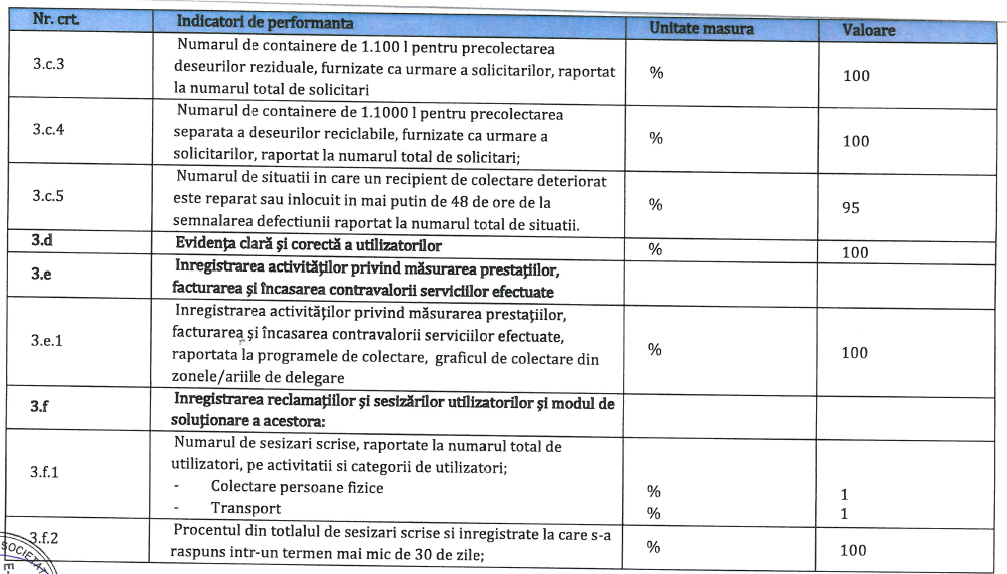 Nr. crt. Indicatori de performanta Unitate masura Valoare
3.c.3 Numarul de containere de 1.100 l pentru precolectarea
deseurilor reziduale, furnizate ca urmare a solicitarilor, raportat % 100
la numarul total de solicitari
3.c.4 Numarul de containere de 1.1000 l pentru precolectarea
separata a deseurilor reciclabile, furnizate ca urmare a % 100
solicitarilor, raportat la numarul total de solicitari;
3.c.5 Numarul de situatii in care un recipient de colectare deteriorat
este reparat sau inlocuit in mai putin de 48 de ore de la % 95
semnalarea defectiunii raportat la numarul total de situatii.
3.d Evidența clară și corectă a utilizatorilor % 100
3.e Inregistrarea activităților privind măsurarea prestațiilor,
facturarea și încasarea contravalorii serviciilor efectuate
3.e.1 Inregistrarea activităților privind măsurarea prestațiilor,
facturarea și încasarea contravalorii serviciilor efectuate,
raportata la programele de colectare, graficul de colectare din % 100
zonele/ariile de delegare
3.f Inregistrarea reclamațiilor și sesizărilor utilizatorilor și modul de
soluționare a acestora:
3.f.1 Numarul de sesizari scrise, raportate la numarul total de
utilizatori, pe activitatii si categorii de utilizatori;
- Colectare persoane fizice % 1
- Transport % 1
3.f.2 Procentul din totlalul de sesizari scrise si inregistrate la care s-a
raspuns intr-un termen mai mic de 30 de zile; % 100